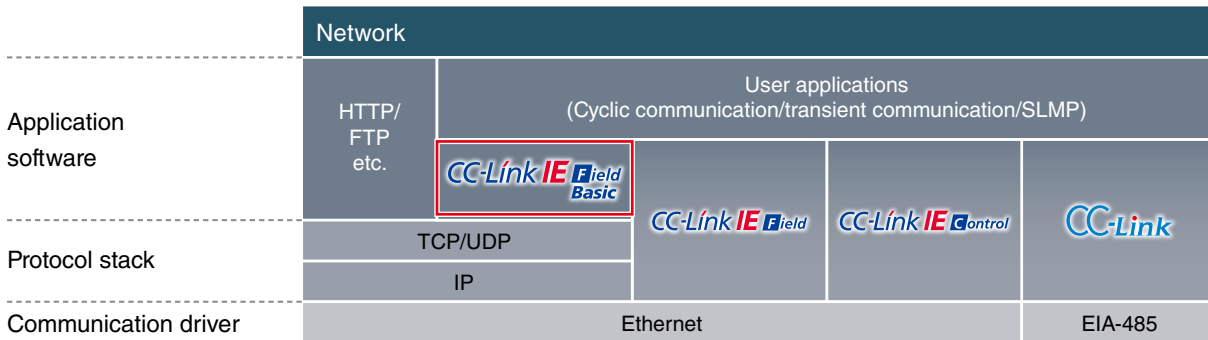 Network
Application
software
HTTP/
FTP
etc.
User applications
(Cyclic communication/transient communication/SLMP)
CC-Link IE Field
Basic
CC-Link IE Field
CC-Link IE Control
CC-Link
Protocol stack
TCP/UDP
IP
Communication driver
Ethernet
EIA-485